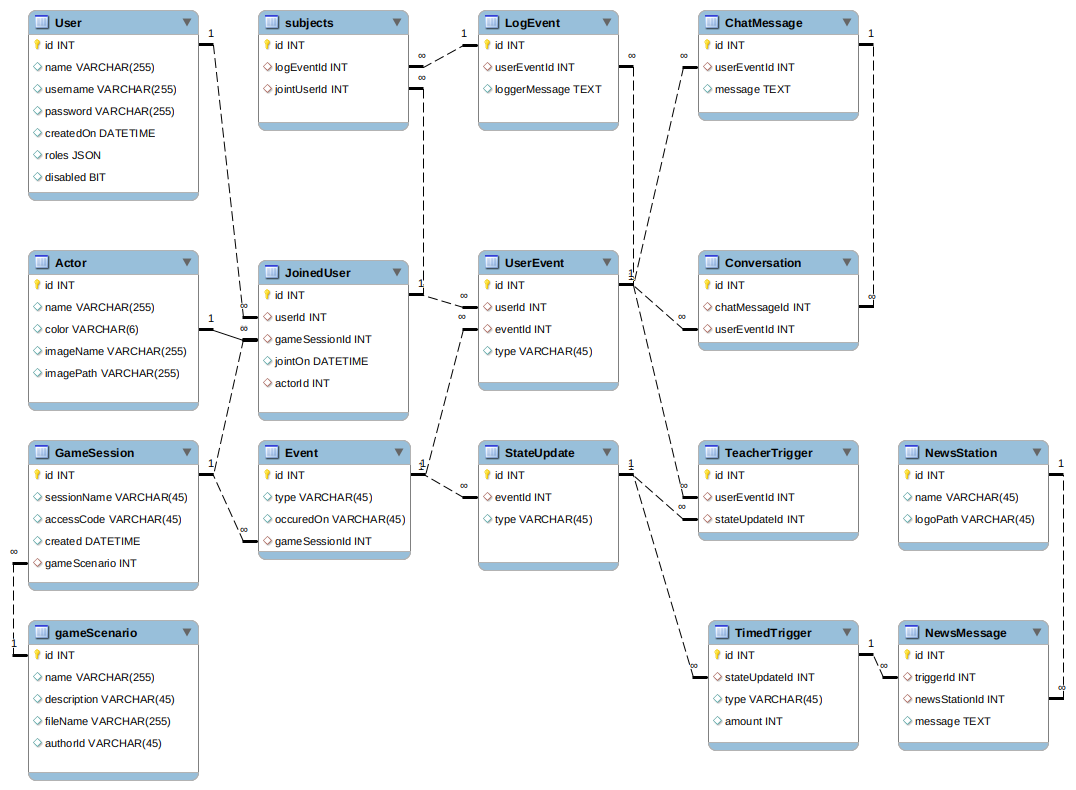 User
id INT
name VARCHAR(255)
username VARCHAR(255)
password VARCHAR(255)
createdOn DATETIME
roles JSON
disabled BIT
1
subjects
id INT
logEventId INT
jointUserId INT
∞
∞
1
LogEvent
id INT
userEventId INT
loggerMessage TEXT
∞
∞
ChatMessage
id INT
userEventId INT
message TEXT
1
Actor
id INT
name VARCHAR(255)
color VARCHAR(6)
imageName VARCHAR(255)
imagePath VARCHAR(255)
1
∞
∞
JoinedUser
id INT
userId INT
gameSessionId INT
jointOn DATETIME
actorId INT
1
∞
∞
UserEvent
id INT
userId INT
eventId INT
type VARCHAR(45)
1
∞
Conversation
id INT
chatMessageId INT
userEventId INT
∞
GameSession
id INT
sessionName VARCHAR(45)
accessCode VARCHAR(45)
created DATETIME
gameScenario INT
∞
1
∞
Event
id INT
type VARCHAR(45)
occuredOn VARCHAR(45)
gameSessionId INT
1
∞
StateUpdate
id INT
eventId INT
type VARCHAR(45)
1
∞
∞
TeacherTrigger
id INT
userEventId INT
stateUpdateId INT
NewsStation
id INT
name VARCHAR(45)
logoPath VARCHAR(45)
1
1
gameScenario
id INT
name VARCHAR(255)
description VARCHAR(45)
fileName VARCHAR(255)
authorId VARCHAR(45)
∞
TimedTrigger
id INT
stateUpdateId INT
type VARCHAR(45)
amount INT
1
∞
NewsMessage
id INT
triggerId INT
newsStationId INT
message TEXT
∞